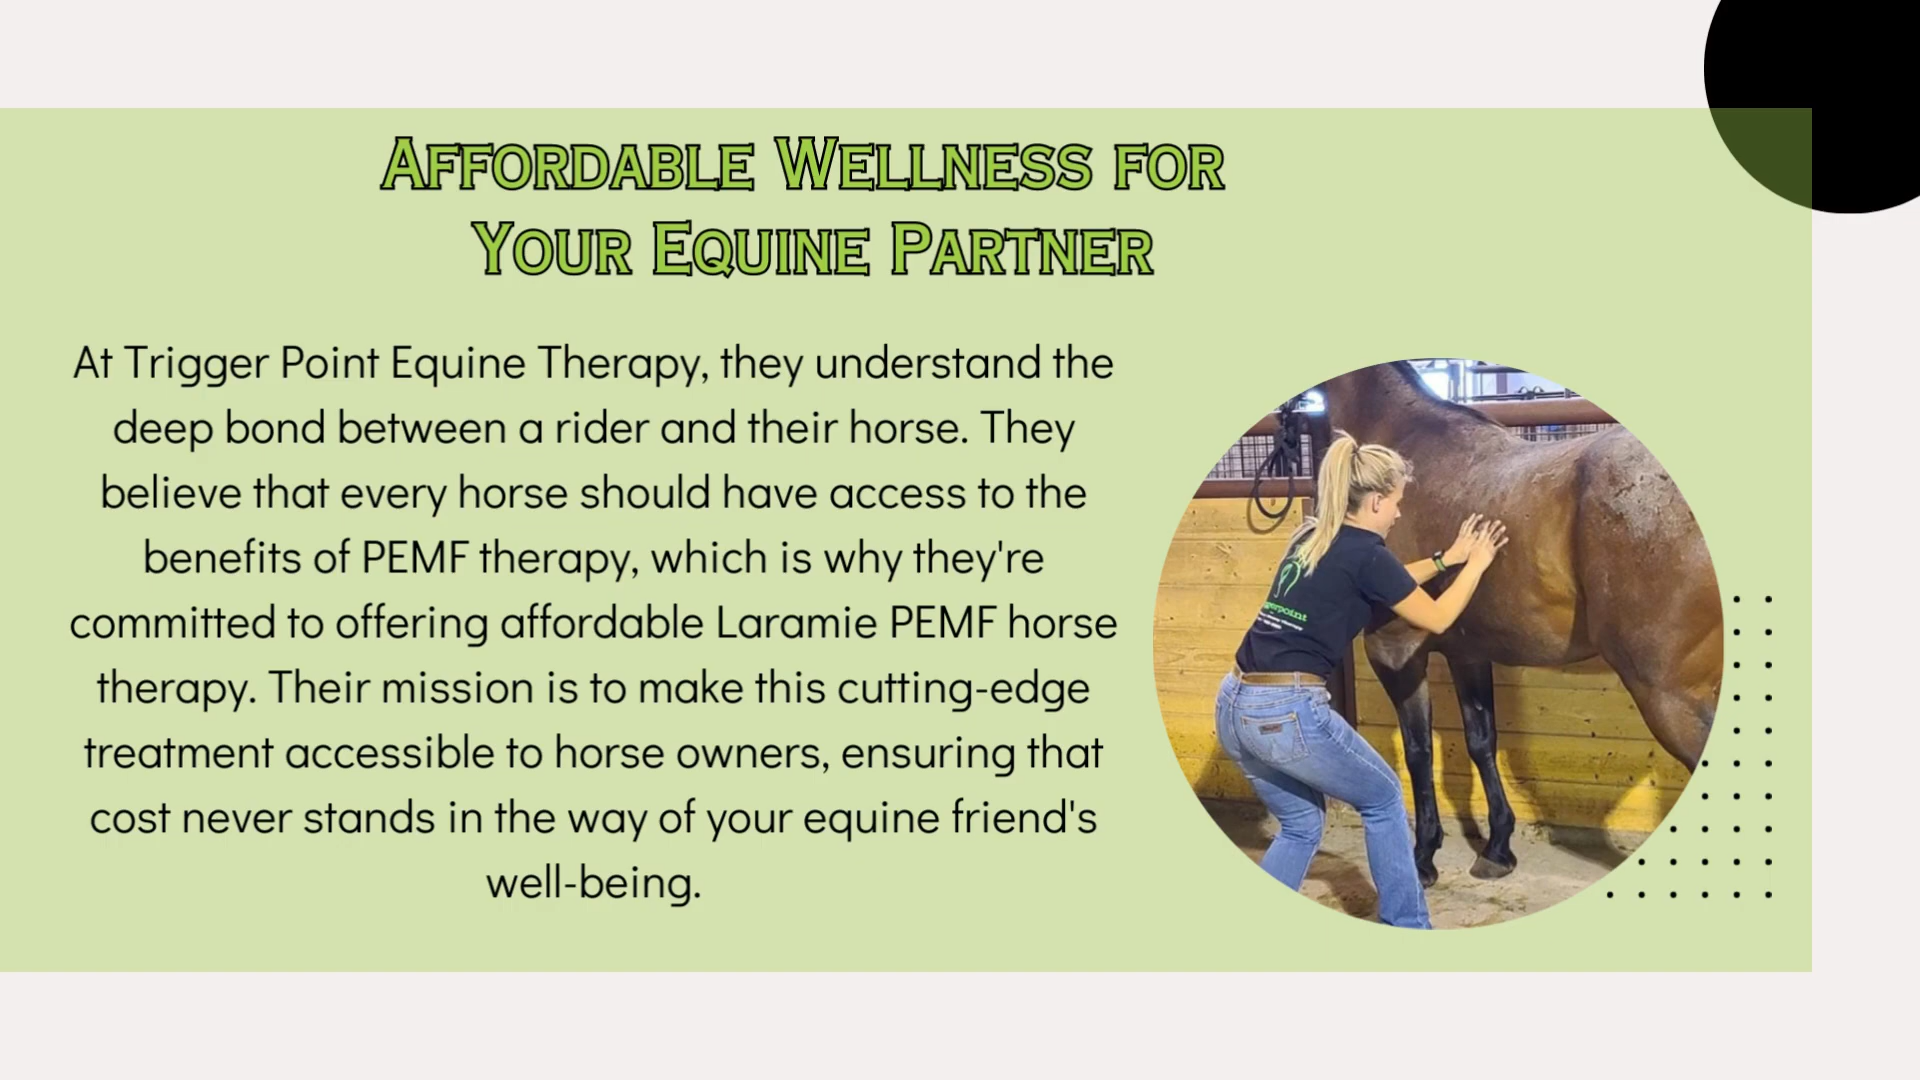 Affordable Wellness for
Your Equine Partner
At Trigger Point Equine Therapy, they understand the
deep bond between a rider and their horse. They
believe that every horse should have access to the
benefits of PEMF therapy, which is why they're
committed to offering affordable Laramie PEMF horse
therapy. Their mission is to make this cutting-edge
treatment accessible to horse owners, ensuring that
cost never stands in the way of your equine friend's
well-being.